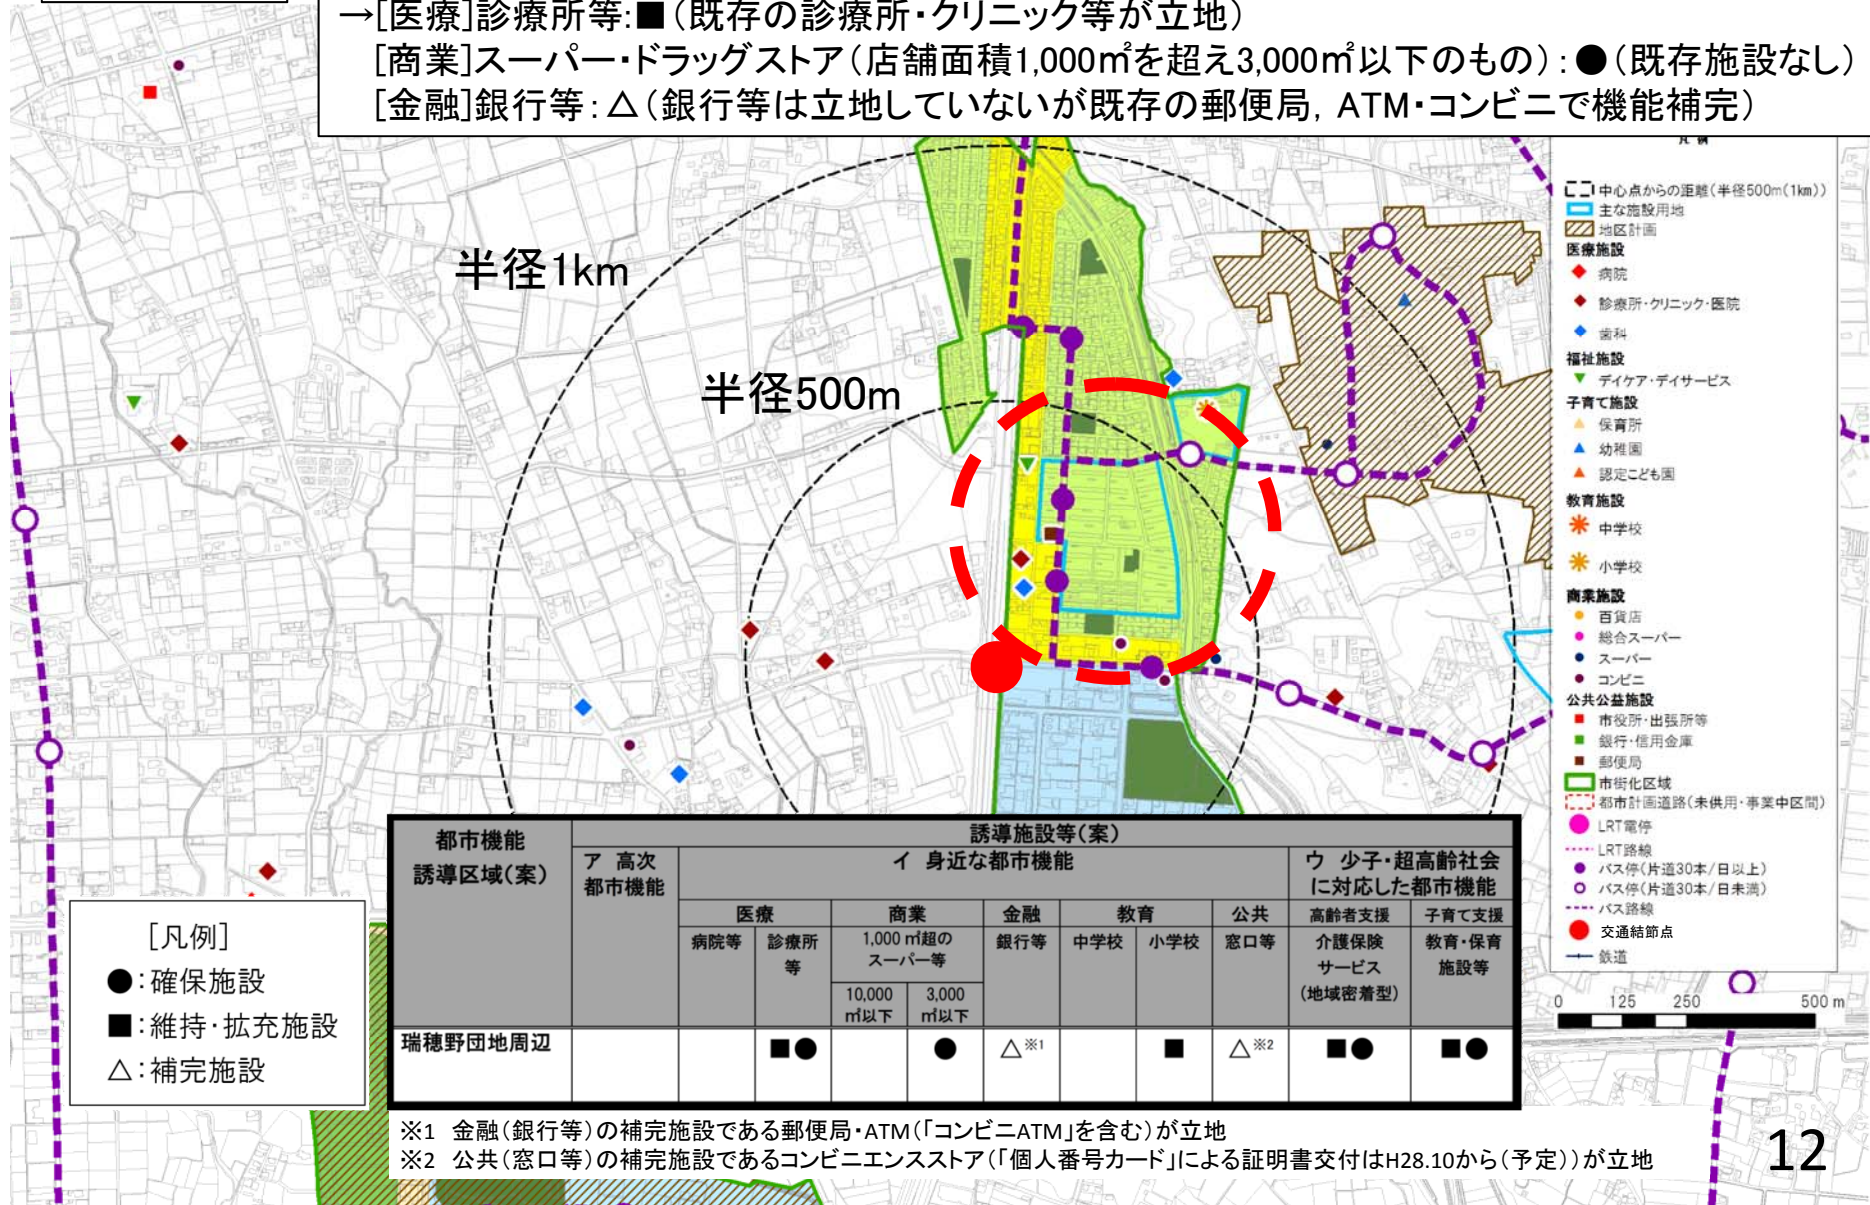 →[医療]診療所等:■(既存の診療所・クリニック等が立地)
[商業]スーパー・ドラッグストア(店舗面積1,000㎡を超え3,000㎡以下のもの):●(既存施設なし)
[金融]銀行等:△(銀行等は立地していないが既存の郵便局,ATM・コンビニで機能補完)
半径1km
半径500m
凡 例
中心点からの距離(半径500m(1km))
主な施設用地
地区計画
医療施設
病院
診療所・クリニック・医院
歯科
福祉施設
デイケア・デイサービス
子育て施設
保育所
幼稚園
認定こども園
教育施設
中学校
小学校
商業施設
百貨店
総合スーパー
スーパー
コンビニ
公共公益施設
市役所・出張所等
銀行・信用金庫
郵便局
市街化区域
都市計画道路(未供用・事業中区間)
LRT電停
LRT路線
バス停(片道30本/日以上)
バス停(片道30本/日未満)
バス路線
交通結節点
鉄道
0 125 250 500 m
[凡例]
●:確保施設
■:維持・拡充施設
△:補完施設
都市機能
誘導区域(案)
誘導施設等(案)
ア 高次
都市機能
イ 身近な都市機能
ウ 少子・超高齢社会
に対応した都市機能
医療 商業 金融 教育 公共 高齢者支援 子育て支援
病院等 診療所
等
1,000 ㎡超の
スーパー等
10,000
㎡以下
3,000
㎡以下
銀行等 中学校 小学校 窓口等
介護保険
サービス
(地域密着型)
教育・保育
施設等
瑞穂野団地周辺 ■● ● △※1 ■ △※2 ■● ■●
※1 金融(銀行等)の補完施設である郵便局・ATM(「コンビニATM」を含む)が立地
※2 公共(窓口等)の補完施設であるコンビニエンスストア(「個人番号カード」による証明書交付はH28.10から(予定))が立地
12